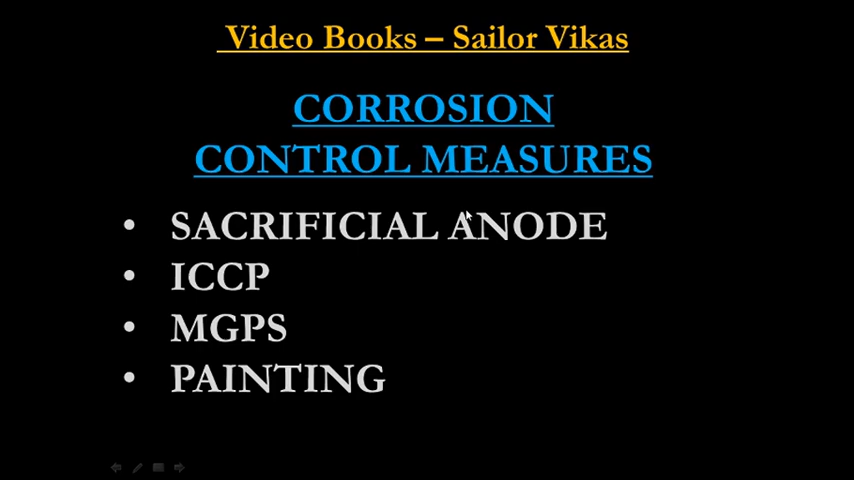 Video Books – Sailor Vikas
CORROSION
CONTROL MEASURES
• SACRIFICIAL ANODE
• ICCP
• MGPS
• PAINTING